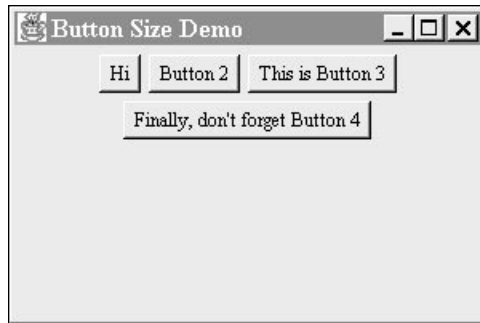 Button Size Demo
Hi Button 2 This is Button 3
Finally, don't forget Button 4